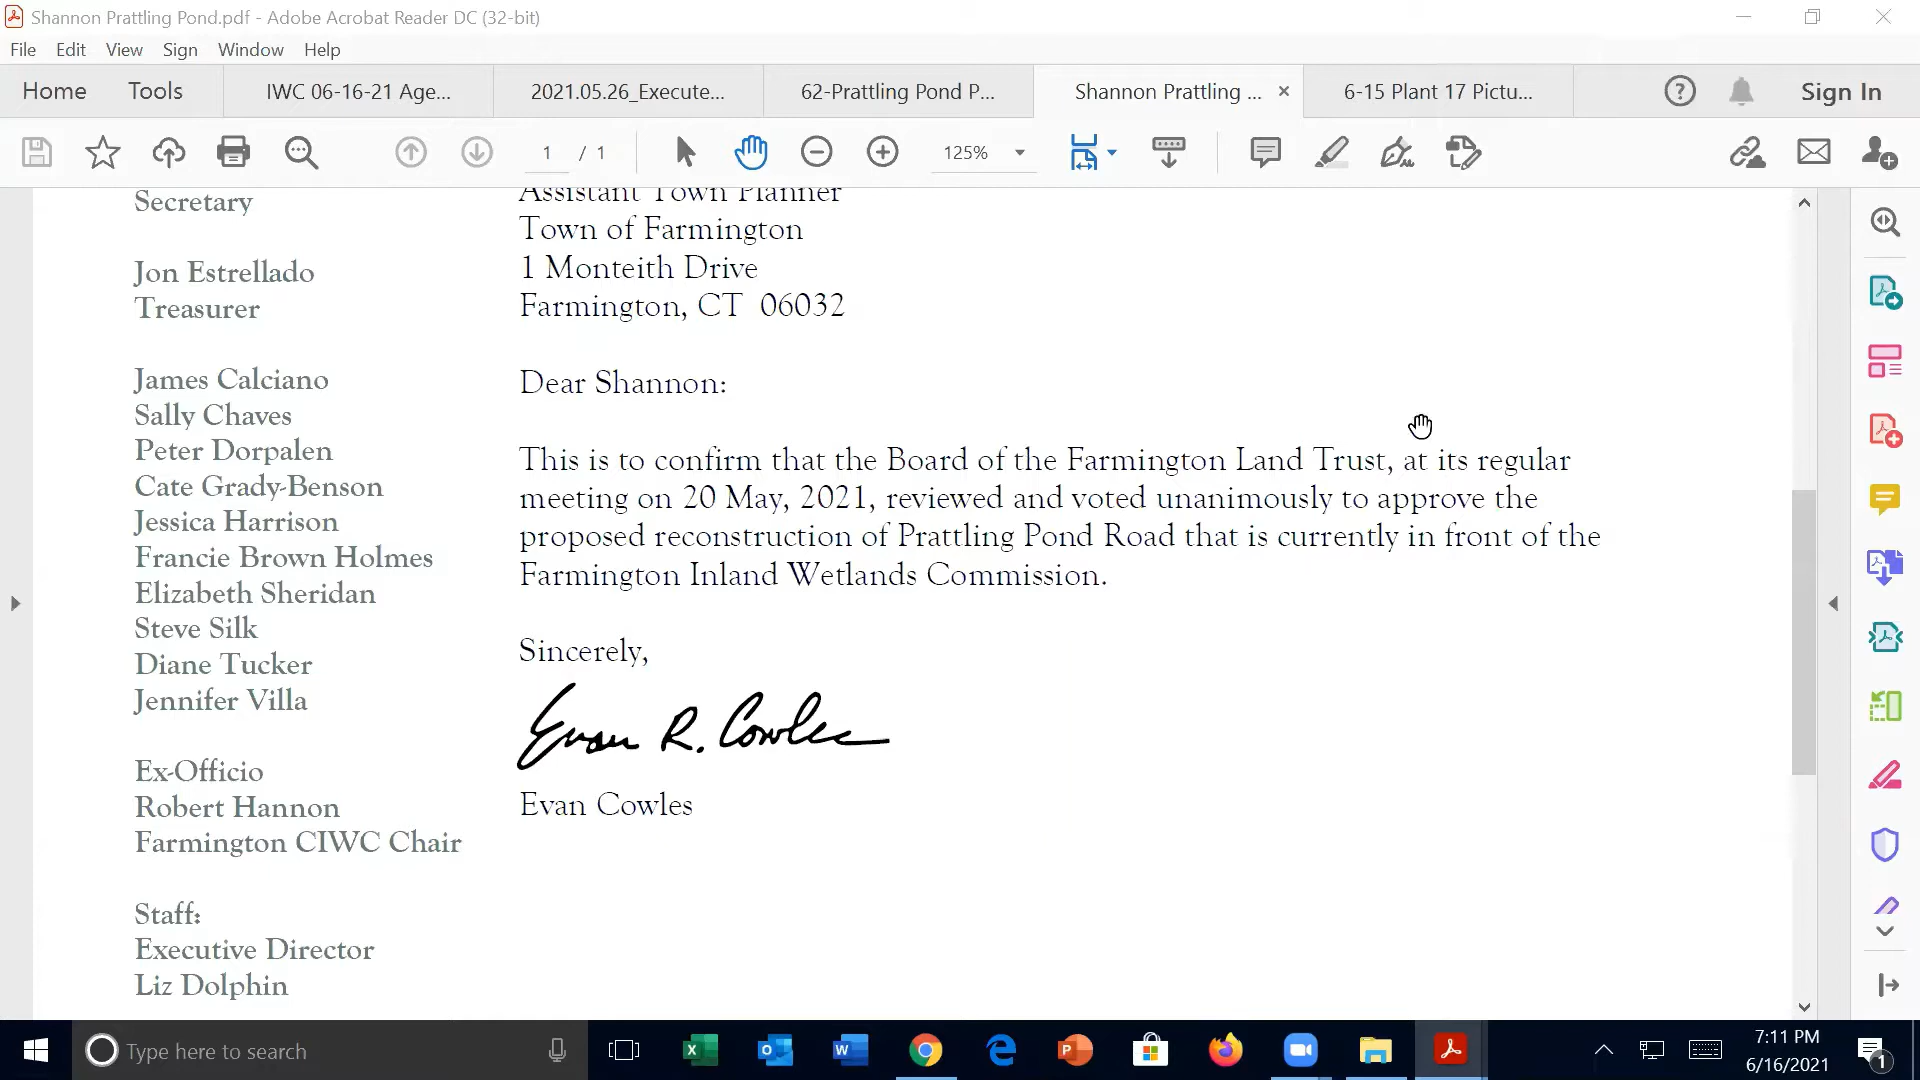 Shannon Prattling Pond.pdf - Adobe Acrobat Reader DC (32-bit)
File Edit View Sign Window Help
Home Tools IWC 06-16-21 Age... 2021.05.26_Execute... 62-Prattling Pond P... Shannon Prattling ... × 6-15 Plant 17 Pictu... Sign In
1 / 1 125%
Secretary
Jon Estrellado
Treasurer
James Calciano
Sally Chaves
Peter Dorpalen
Cate Grady-Benson
Jessica Harrison
Francie Brown Holmes
Elizabeth Sheridan
Steve Silk
Diane Tucker
Jennifer Villa
Ex-Officio
Robert Hannon
Farmington CIWC Chair
Staff:
Executive Director
Liz Dolphin
Assistant Town Planner
Town of Farmington
1 Monteith Drive
Farmington, CT 06032
Dear Shannon:
This is to confirm that the Board of the Farmington Land Trust, at its regular
meeting on 20 May, 2021, reviewed and voted unanimously to approve the
proposed reconstruction of Prattling Pond Road that is currently in front of the
Farmington Inland Wetlands Commission.
Sincerely,
Evan R. Cowles
Evan Cowles
Type here to search
7:11 PM
6/16/2021
1